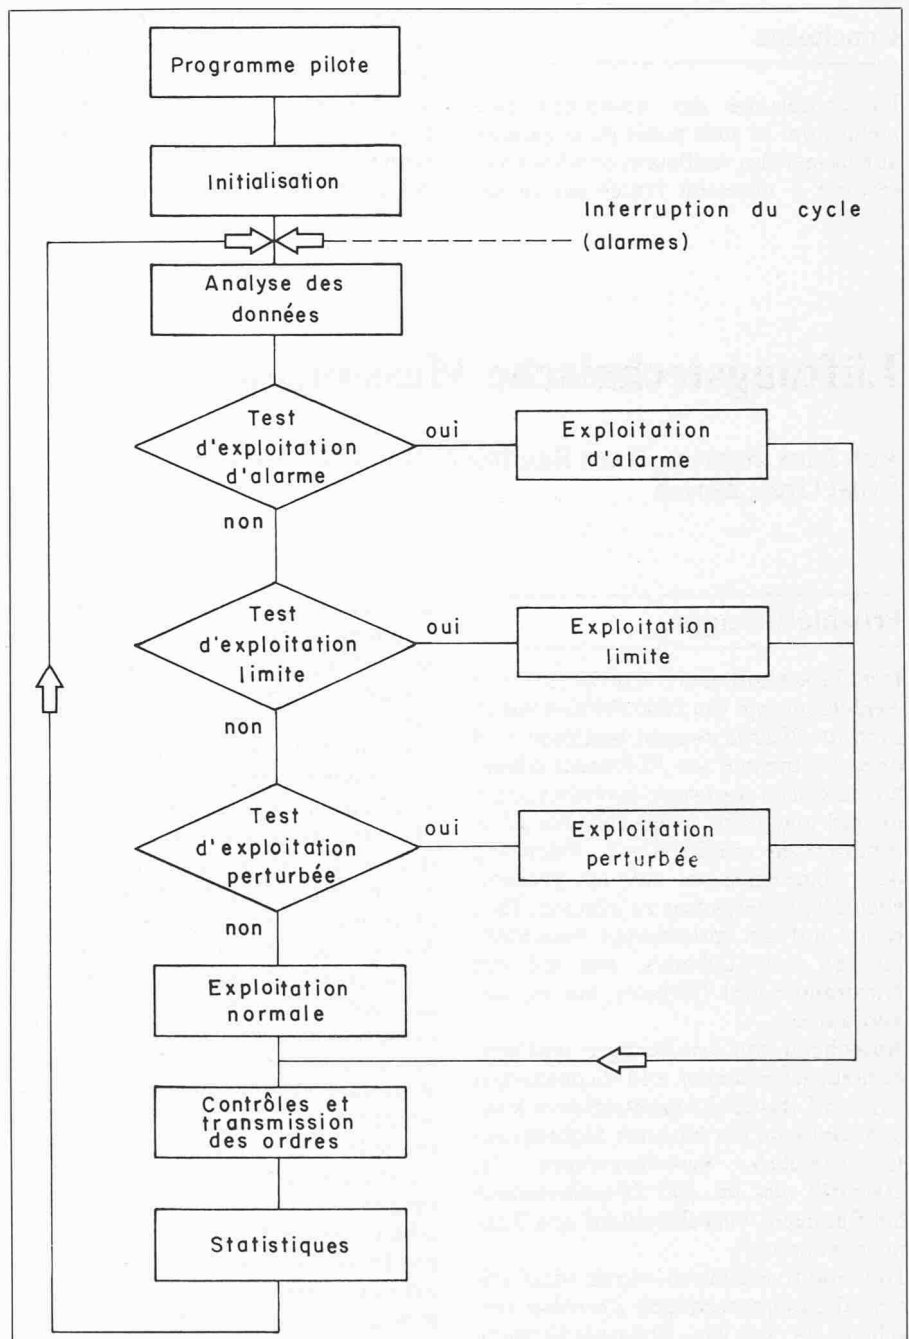 Programme pilote
Initialisation
Interruption du cycle
(alarmes)
Analyse des
données
Test
d'exploitation
d'alarme
oui
Exploitation
d'alarme
non
Test
d'exploitation
limite
oui
Exploitation
limite
non
Test
d'exploitation
perturbée
oui
Exploitation
perturbée
non
Exploitation
normale
Contrôles et
transmission
des ordres
Statistiques